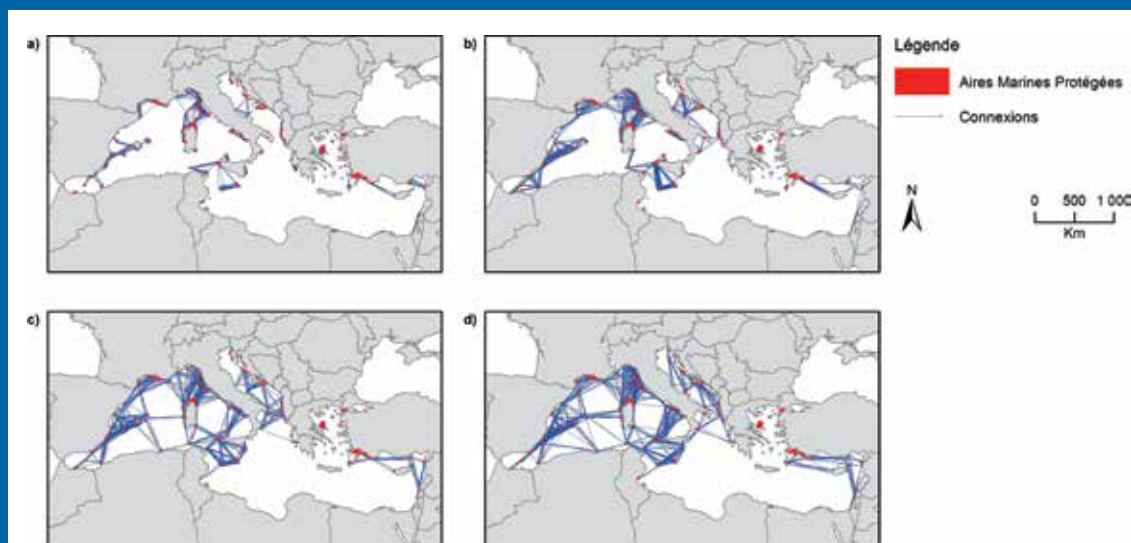 a)
b)
Légende
Aires Marines Protégées
Connexions
N
0 500 1 000
Km
c)
d)